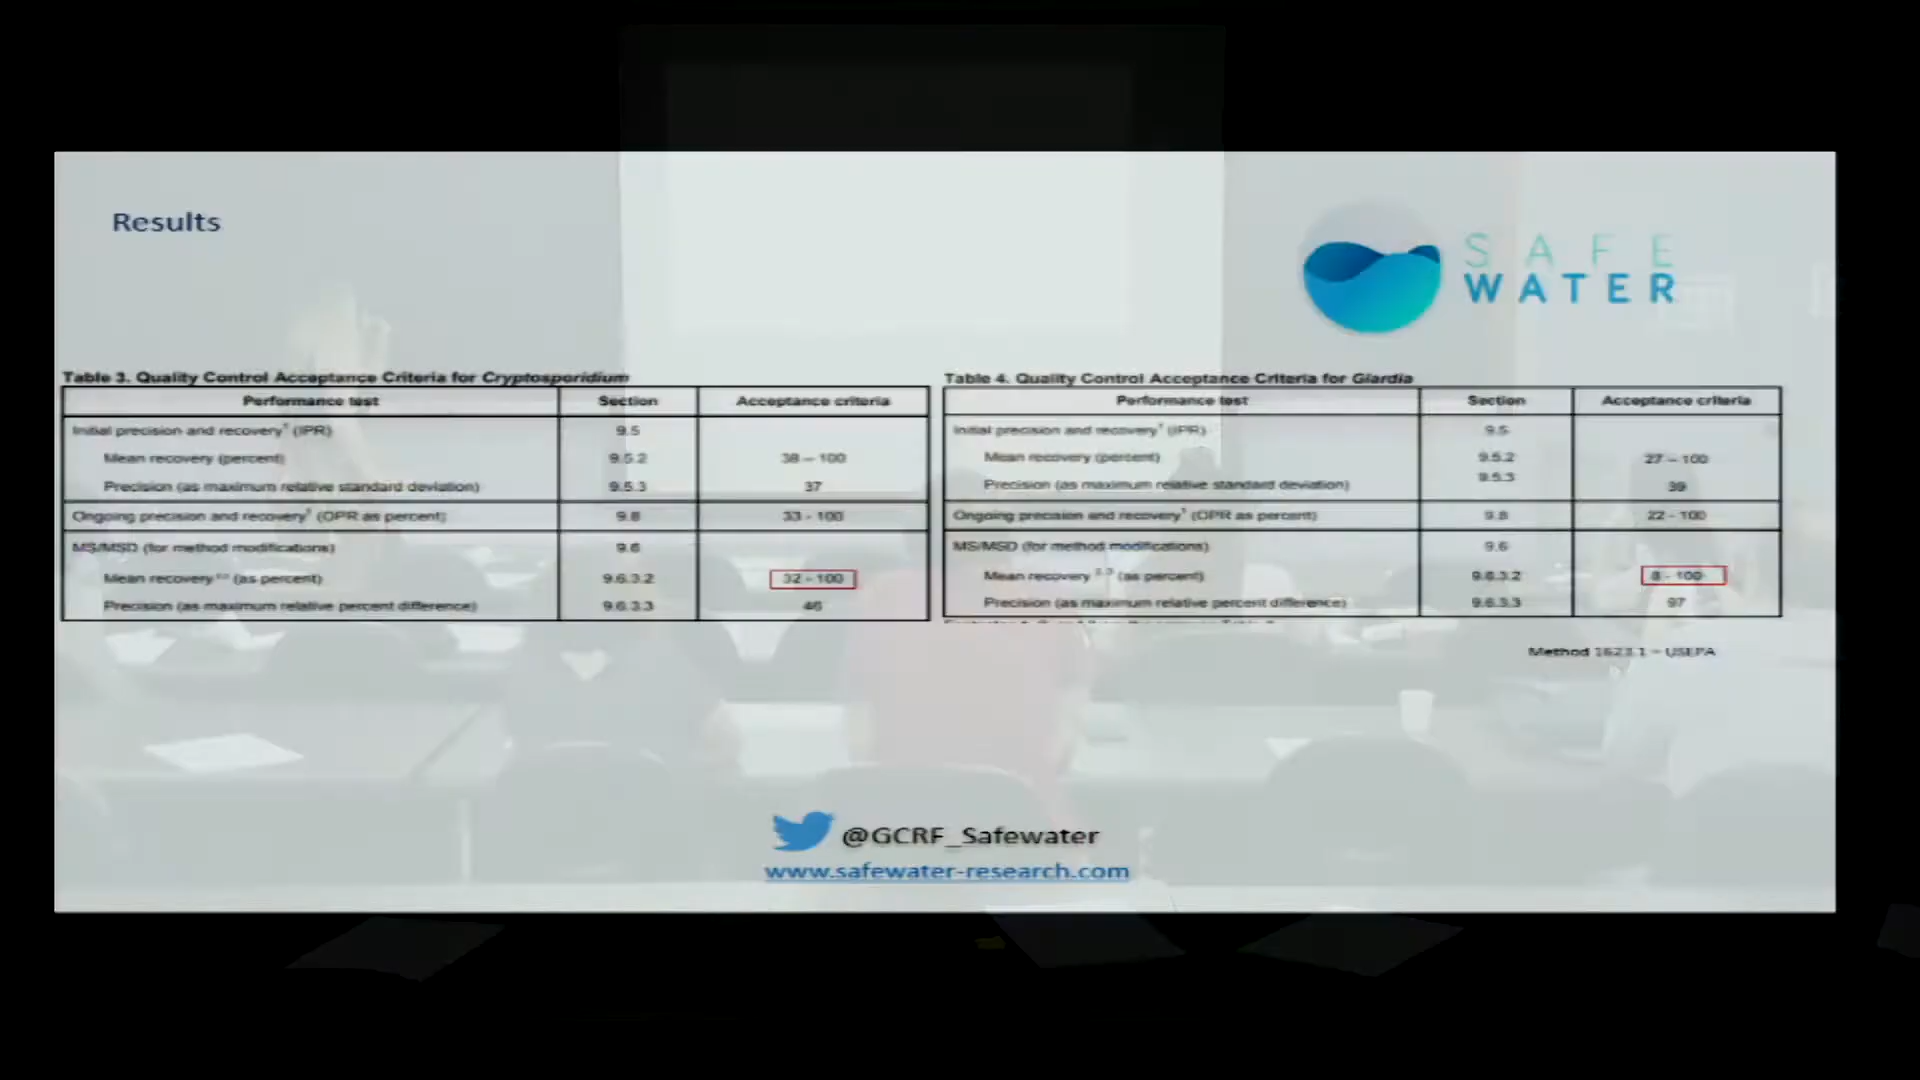 Results
SAFE
WATER
Table 3. Quality Control Acceptance Criteria for Cryptosporidium
Performance test Section Acceptance criteria
Initial precision and recovery¹ (IPR) 9.5
Mean recovery (percent) 9.5.2 38 – 100
Precision (as maximum relative standard deviation) 9.5.3 37
Ongoing precision and recovery¹ (OPR as percent) 9.8 33 - 100
MS/MSD (for method modifications) 9.6
Mean recovery (as percent) 9.6.3.2 32 - 100
Precision (as maximum relative percent difference) 9.6.3.3 46
Table 4. Quality Control Acceptance Criteria for Giardia
Performance test Section Acceptance criteria
Initial precision and recovery¹ (IPR) 9.5
Mean recovery (percent) 9.5.2 27 – 100
Precision (as maximum relative standard deviation) 9.5.3 39
Ongoing precision and recovery¹ (OPR as percent) 9.8 22 - 100
MS/MSD (for method modifications) 9.6
Mean recovery (as percent) 9.6.3.2 8 - 100
Precision (as maximum relative percent difference) 9.6.3.3 97
Method 1623.1 – USEPA
@GCRF_Safewater
www.safewater-research.com